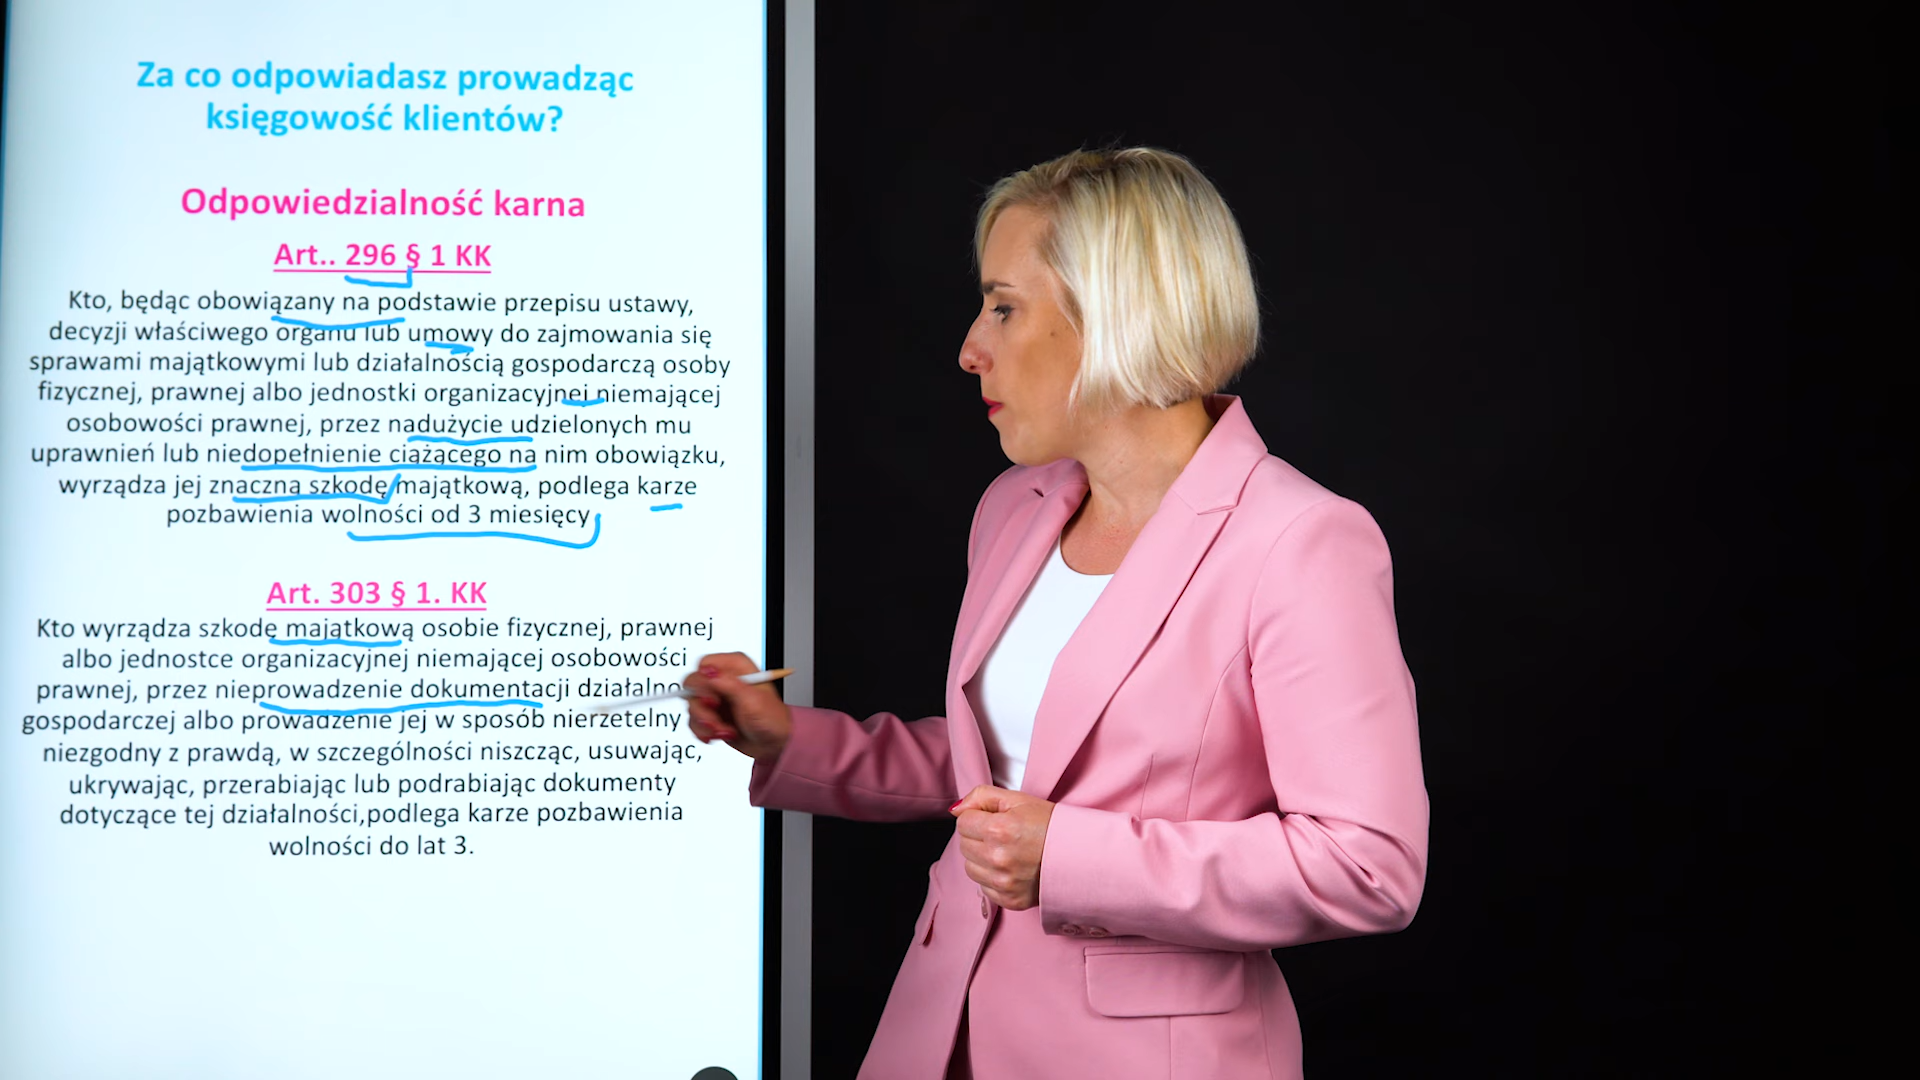 Za co odpowiadasz prowadząc
księgowość klientów?
Odpowiedzialność karna
Art.. 296 § 1 KK
Kto, będąc obowiązany na podstawie przepisu ustawy,
decyzji właściwego organu lub umowy do zajmowania się
sprawami majątkowymi lub działalnością gospodarczą osoby
fizycznej, prawnej albo jednostki organizacyjnej niemającej
osobowości prawnej, przez nadużycie udzielonych mu
uprawnień lub niedopełnienie ciążącego na nim obowiązku,
wyrządza jej znaczną szkodę majątkową, podlega karze
pozbawienia wolności od 3 miesięcy
Art. 303 § 1. KK
Kto wyrządza szkodę majątkową osobie fizycznej, prawnej
albo jednostce organizacyjnej niemającej osobowości
prawnej, przez nieprowadzenie dokumentacji
gospodarczej albo prowadzenie jej w sposób nierzetelny
niezgodny z prawdą, w szczególności niszcząc, usuwając,
ukrywając, przerabiając lub podrabiając dokumenty
dotyczące tej działalności,podlega karze pozbawienia
wolności do lat 3.